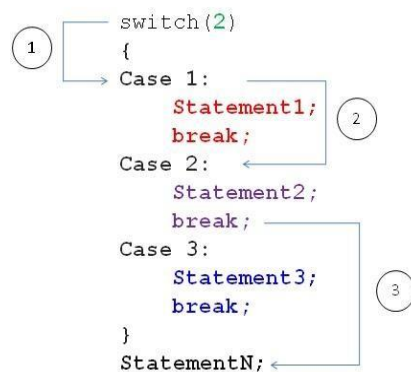 switch(2)
1
{
Case 1:
Statement1;
2
break;
Case 2:
Statement2;
break;
Case 3:
Statement3;
3
break;
}
StatementN;